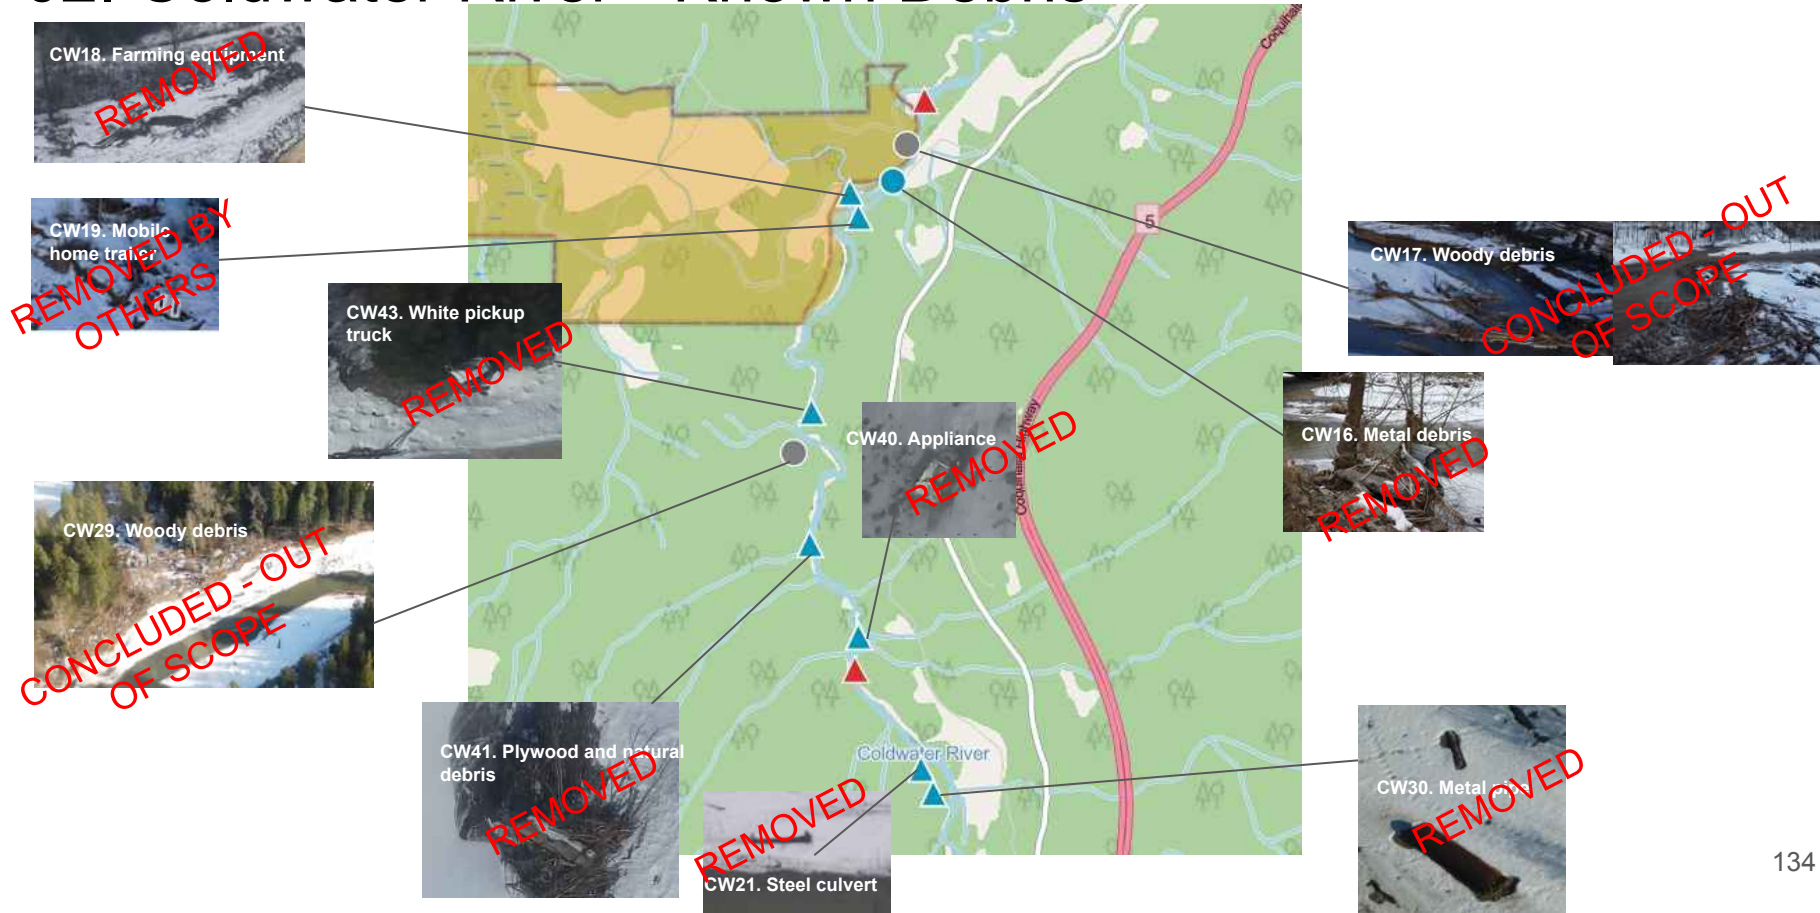 CW18. Farming equipment
REMOVED
Coquihalla
5
CW19. Mobile
home trailer
REMOVED BY
OTHERS
CW43. White pickup
truck
REMOVED
CW17. Woody debris
CONCLUDED - OUT
OF SCOPE
CW40. Appliance
REMOVED
CW16. Metal debris
REMOVED
CW29. Woody debris
CONCLUDED - OUT
OF SCOPE
CW41. Plywood and natural
debris
REMOVED
Coldwater River
CW21. Steel culvert
REMOVED
CW30. Metal pipe
REMOVED
134